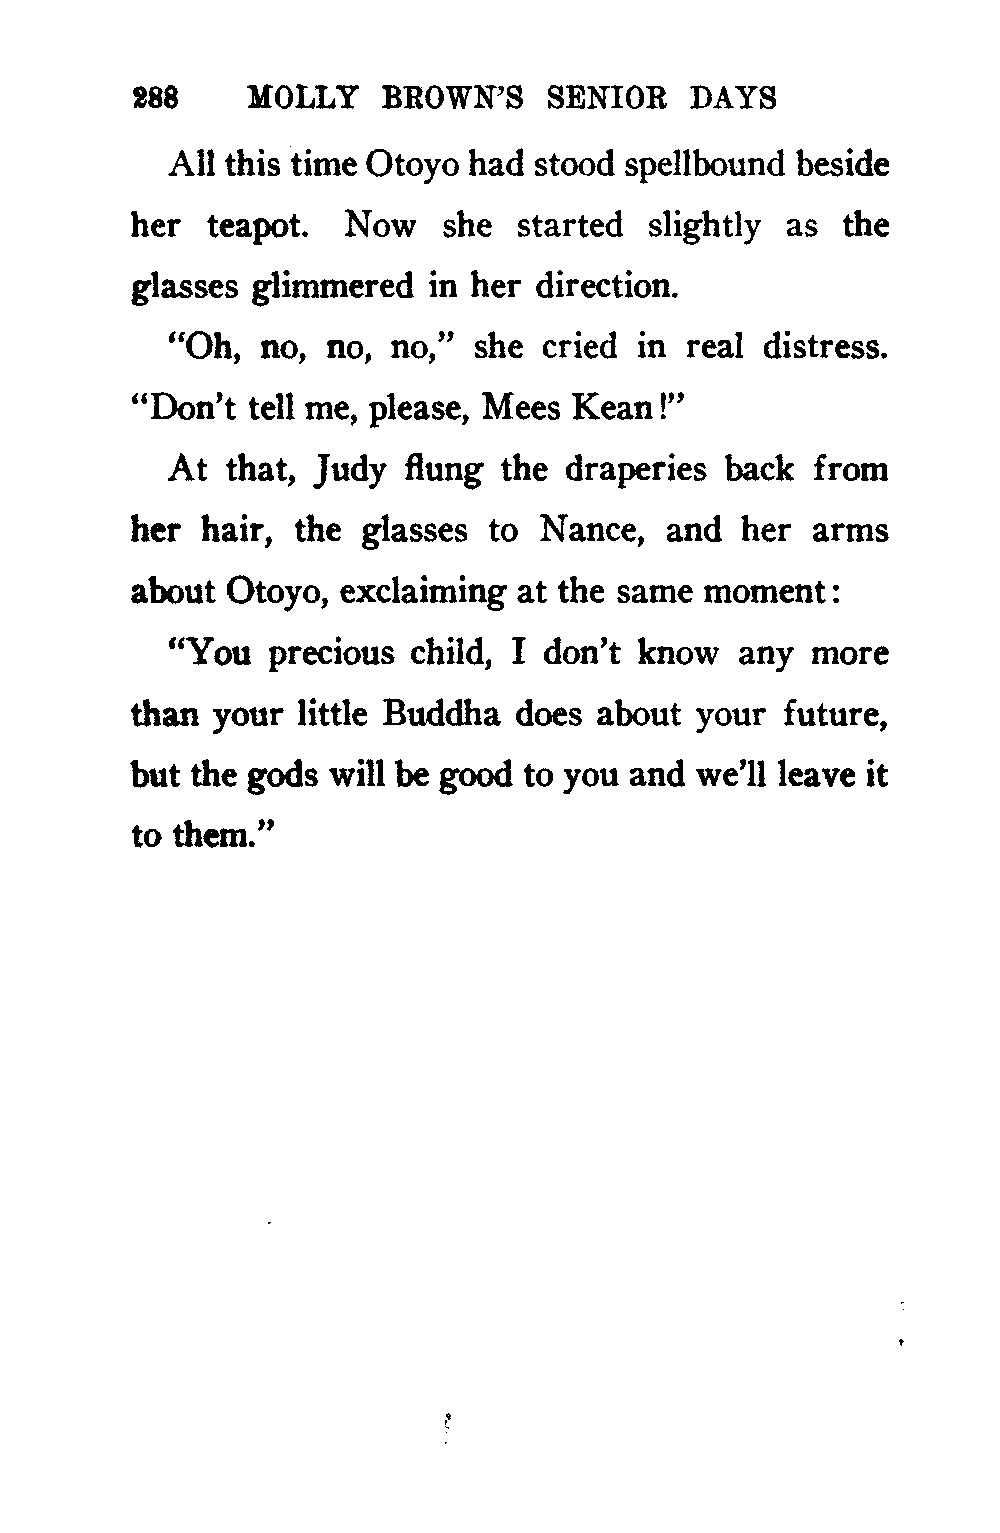 288 MOLLY BROWN'S SENIOR DAYS
All this time Otoyo had stood spellbound beside
her teapot. Now she started slightly as the
glasses glimmered in her direction.
“Oh, no, no, no,” she cried in real distress.
“Don't tell me, please, Mees Kean!”
At that, Judy flung the draperies back from
her hair, the glasses to Nance, and her arms
about Otoyo, exclaiming at the same moment:
“You precious child, I don't know any more
than your little Buddha does about your future,
but the gods will be good to you and we'll leave it
to them.”